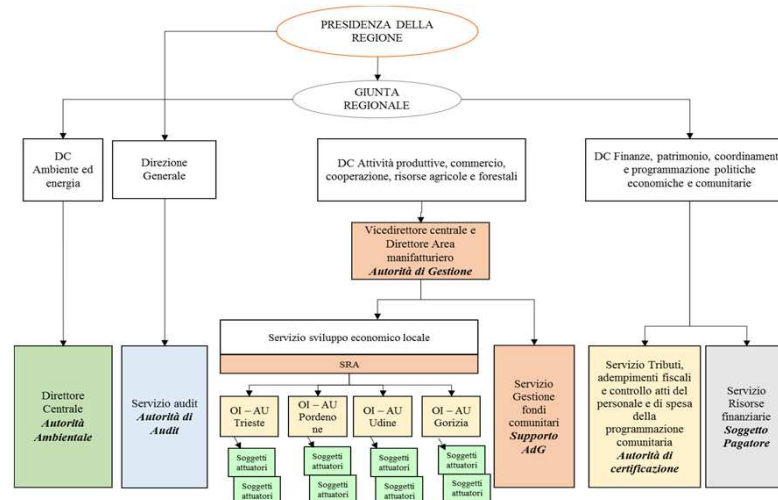 PRESIDENZA DELLA
REGIONE
GIUNTA
REGIONALE
DC
Ambiente ed
energia
Direzione
Generale
DC Attività produttive, commercio,
cooperazione, risorse agricole e forestali
DC Finanze, patrimonio, coordinament
e programmazione politiche
economiche e comunitarie
Vicedirettore centrale e
Direttore Area
manifatturiero
Autorità di Gestione
Servizio sviluppo economico locale
SRA
Direttore
Centrale
Autorità
Ambientale
Servizio audit
Autorità di
Audit
OI – AU
Trieste
OI – AU
Pordeno
ne
OI – AU
Udine
OI – AU
Gorizia
Soggetti
attuatori
Soggetti
attuatori
Soggetti
attuatori
Soggetti
attuatori
Soggetti
attuatori
Soggetti
attuatori
Soggetti
attuatori
Soggetti
attuatori
Servizio
Gestione
fondi
comunitari
Supporto
AdG
Servizio Tributi,
adempimenti fiscali
e controllo atti del
personale e di spesa
della
programmazione
comunitaria
Autorità di
certificazione
Servizio
Risorse
finanziarie
Soggetto
Pagatore